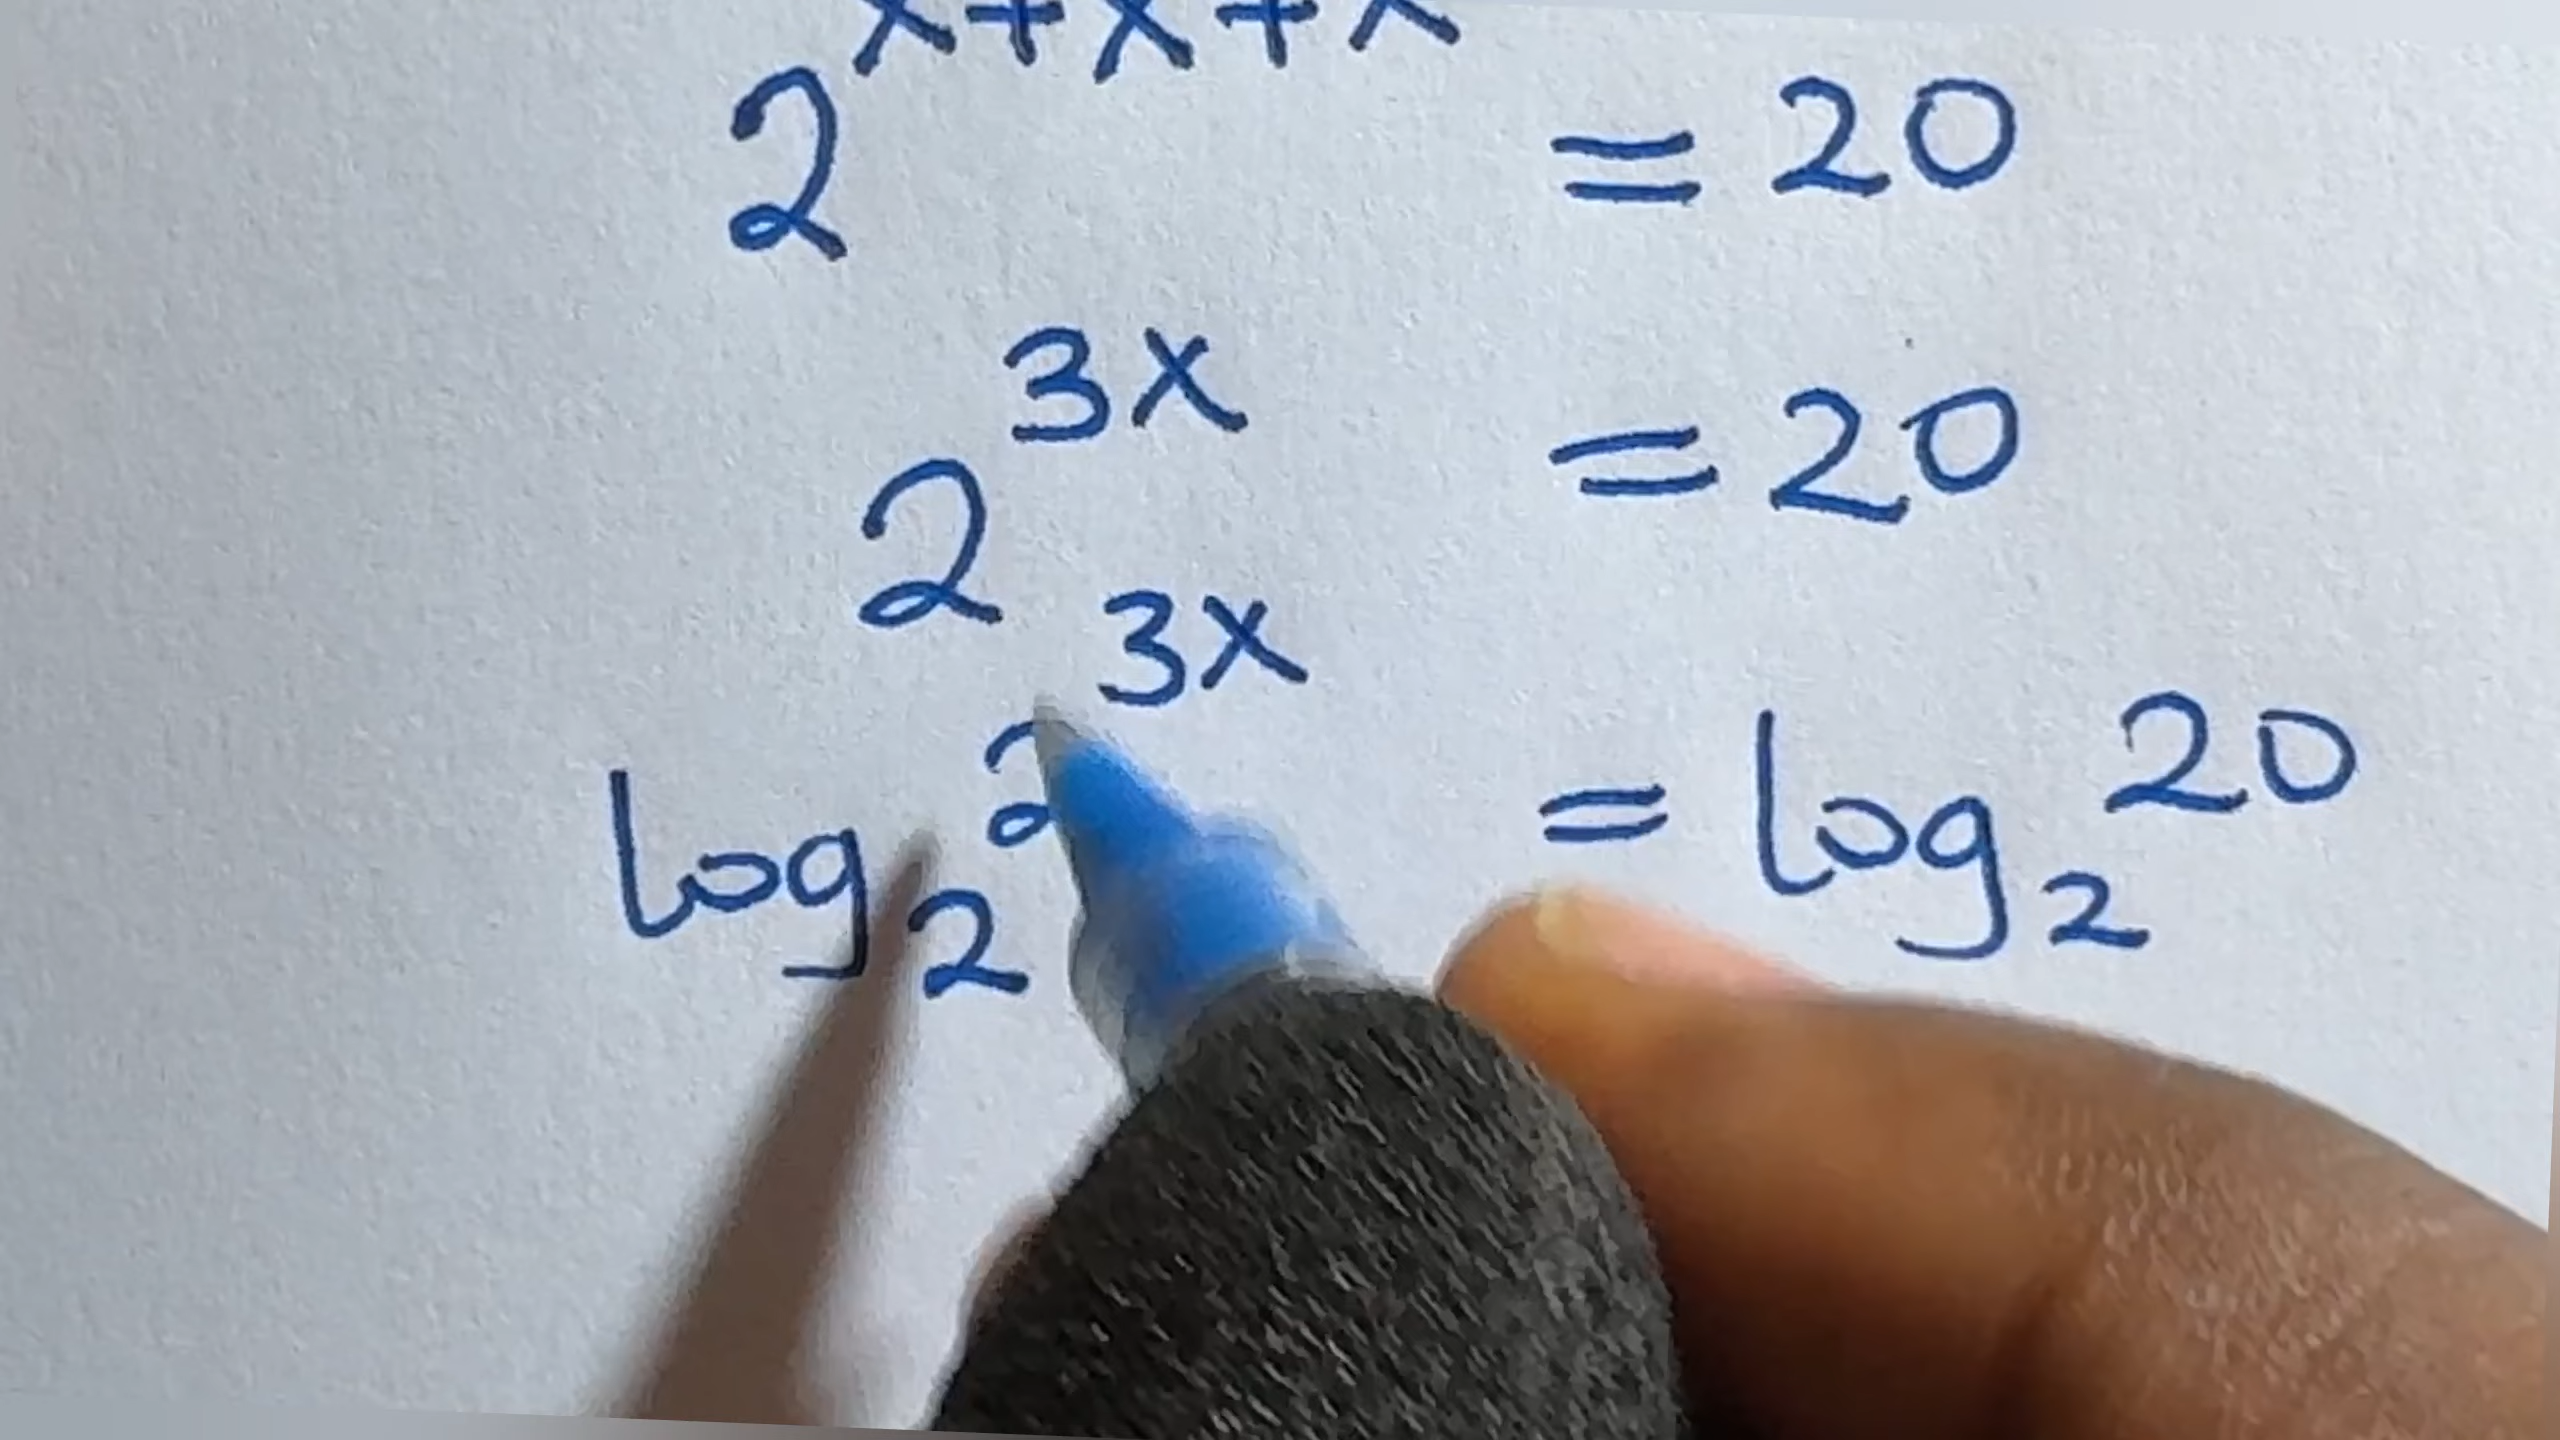 2^{x+x+x} = 20
2^{3x} = 20
log_2 2^{3x} = log_2 20